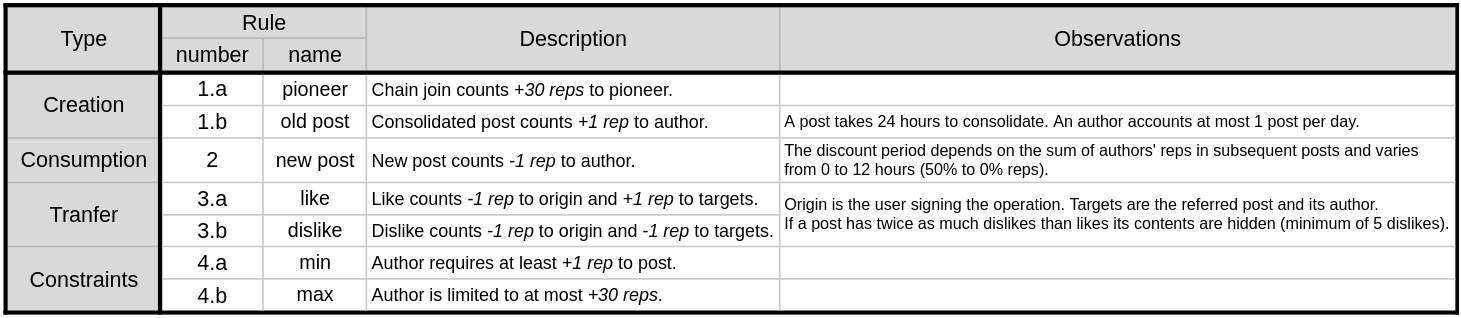 Type
Rule
number
name
Description
Observations
Creation
1.a
pioneer
Chain join counts +30 reps to pioneer.
1.b
old post
Consolidated post counts +1 rep to author.
A post takes 24 hours to consolidate. An author accounts at most 1 post per day.
Consumption
2
new post
New post counts -1 rep to author.
The discount period depends on the sum of authors' reps in subsequent posts and varies
from 0 to 12 hours (50% to 0% reps).
Tranfer
3.a
like
Like counts -1 rep to origin and +1 rep to targets.
Origin is the user signing the operation. Targets are the referred post and its author.
If a post has twice as much dislikes than likes its contents are hidden (minimum of 5 dislikes).
3.b
dislike
Dislike counts -1 rep to origin and -1 rep to targets.
Constraints
4.a
min
Author requires at least +1 rep to post.
4.b
max
Author is limited to at most +30 reps.